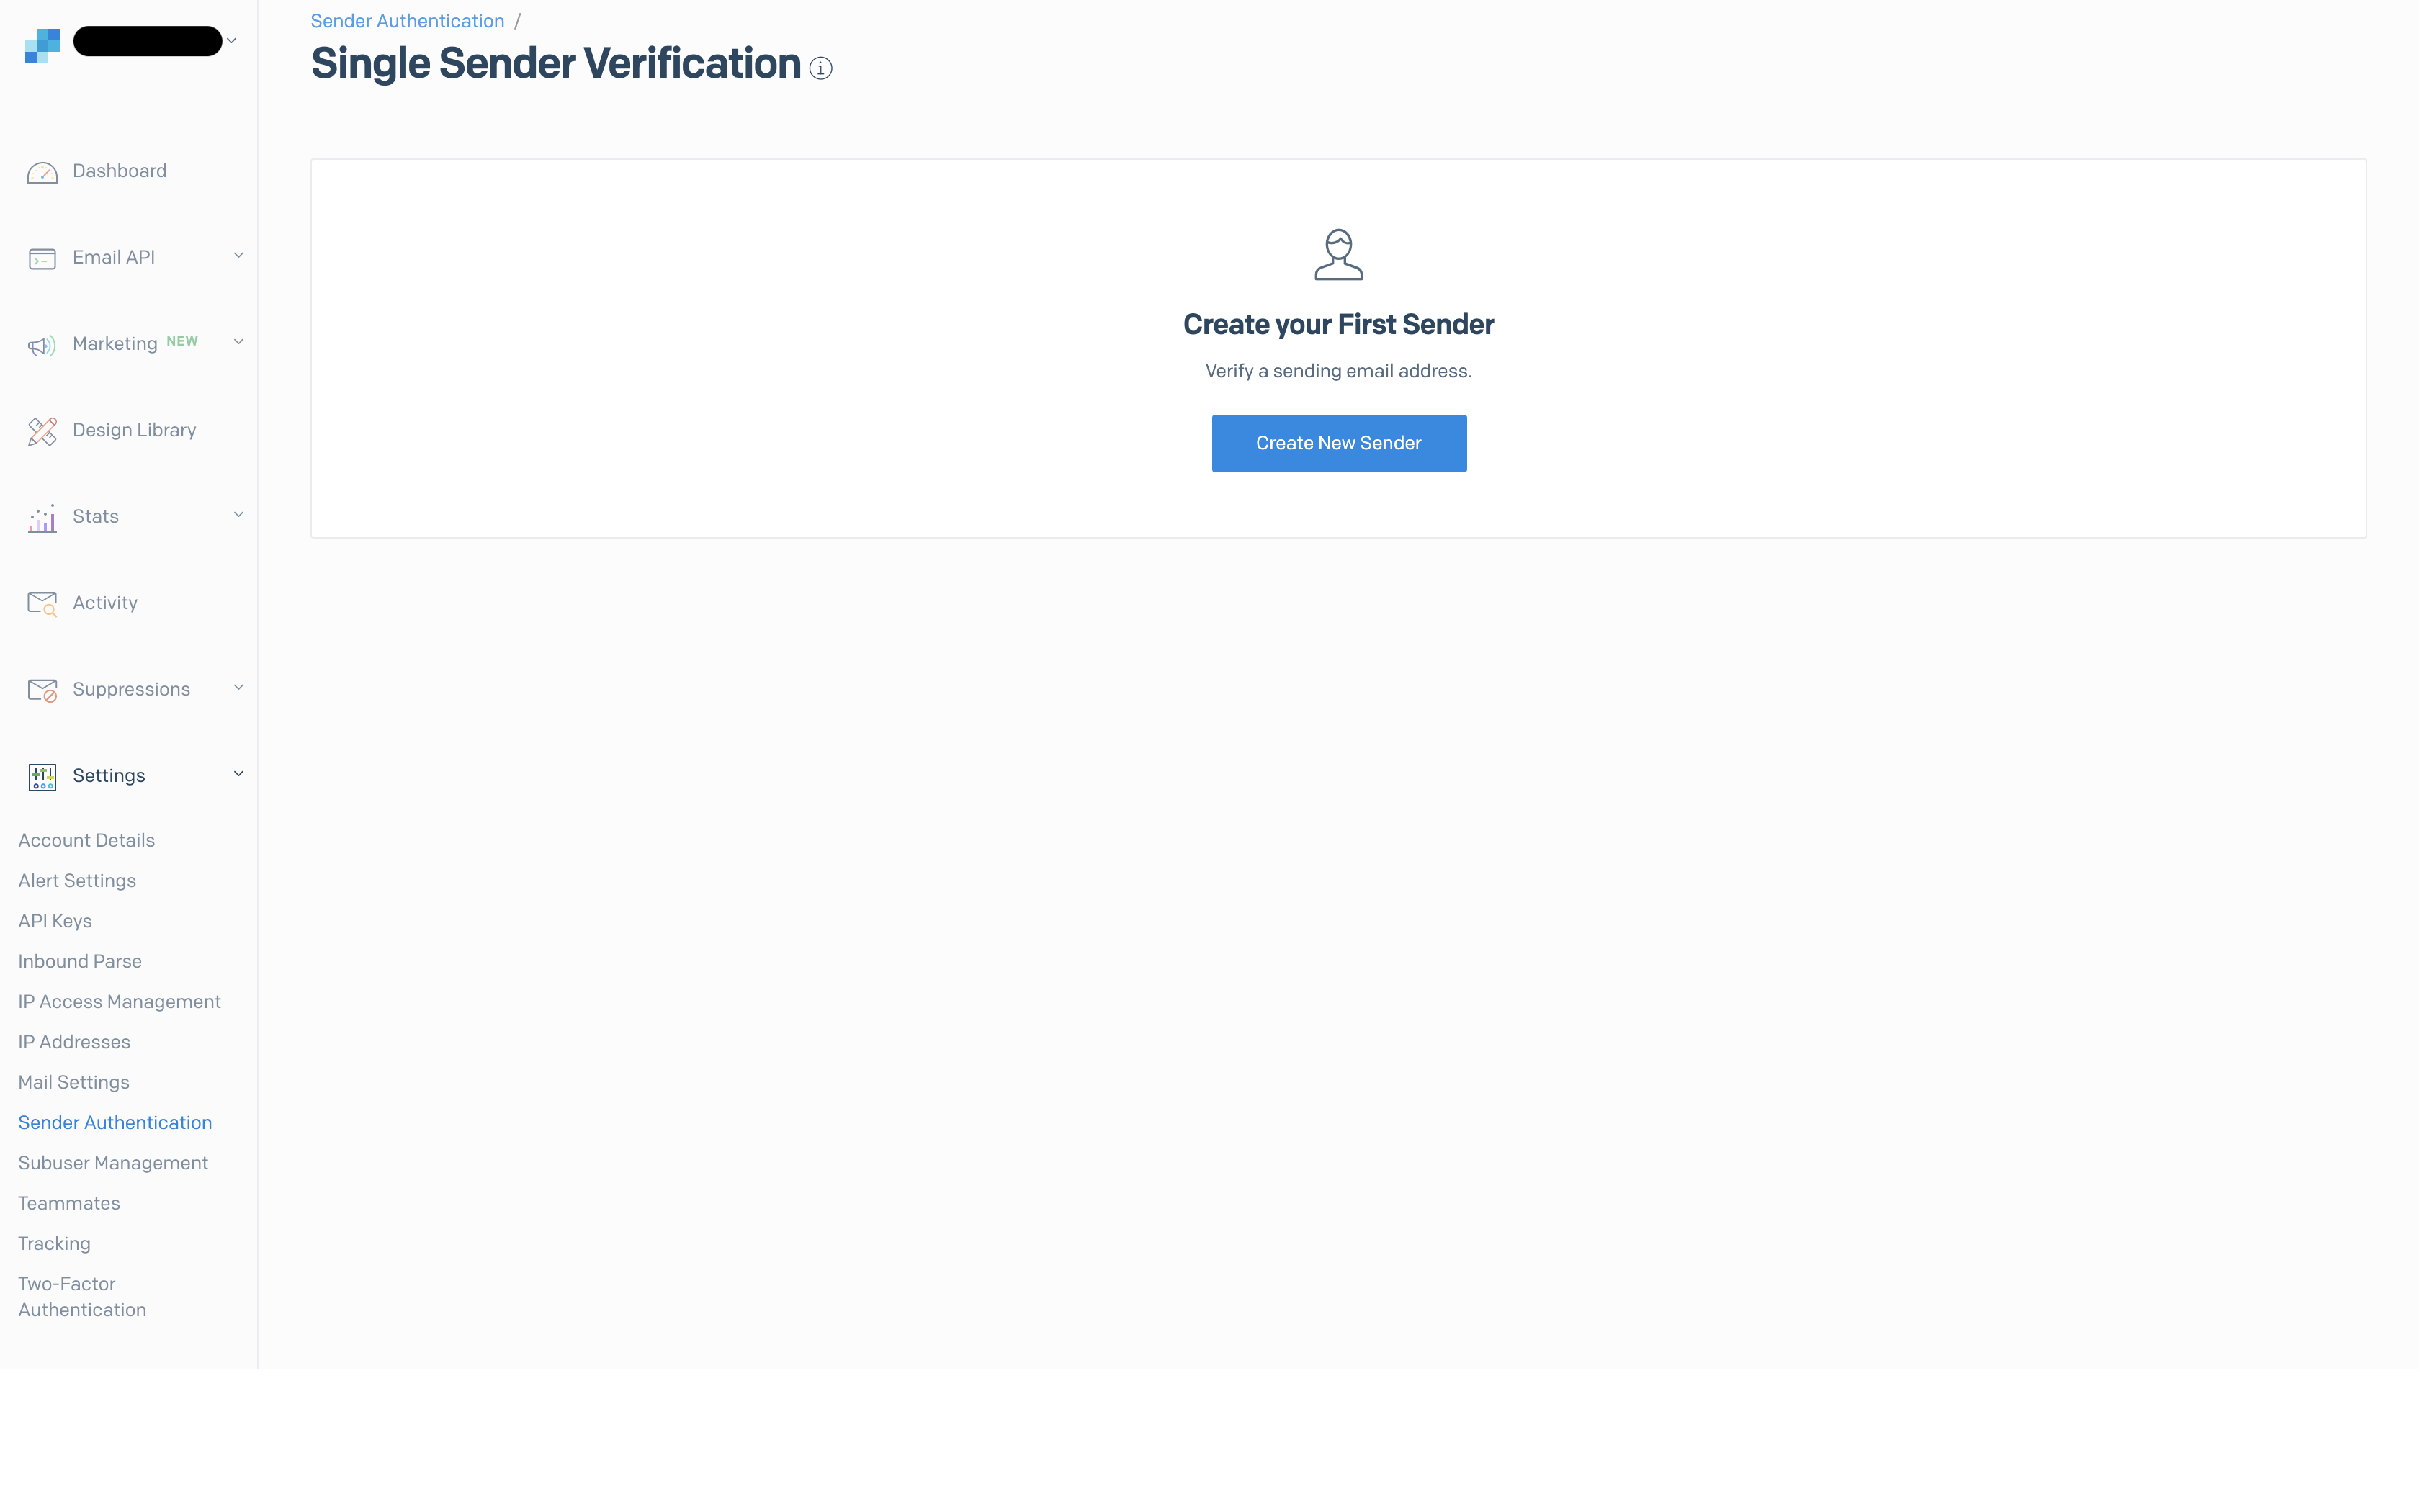 Sender Authentication /
Single Sender Verification
Dashboard
Email API
Marketing NEW
Design Library
Stats
Activity
Suppressions
Settings
Account Details
Alert Settings
API Keys
Inbound Parse
IP Access Management
IP Addresses
Mail Settings
Sender Authentication
Subuser Management
Teammates
Tracking
Two-Factor
Authentication
Create your First Sender
Verify a sending email address.
Create New Sender